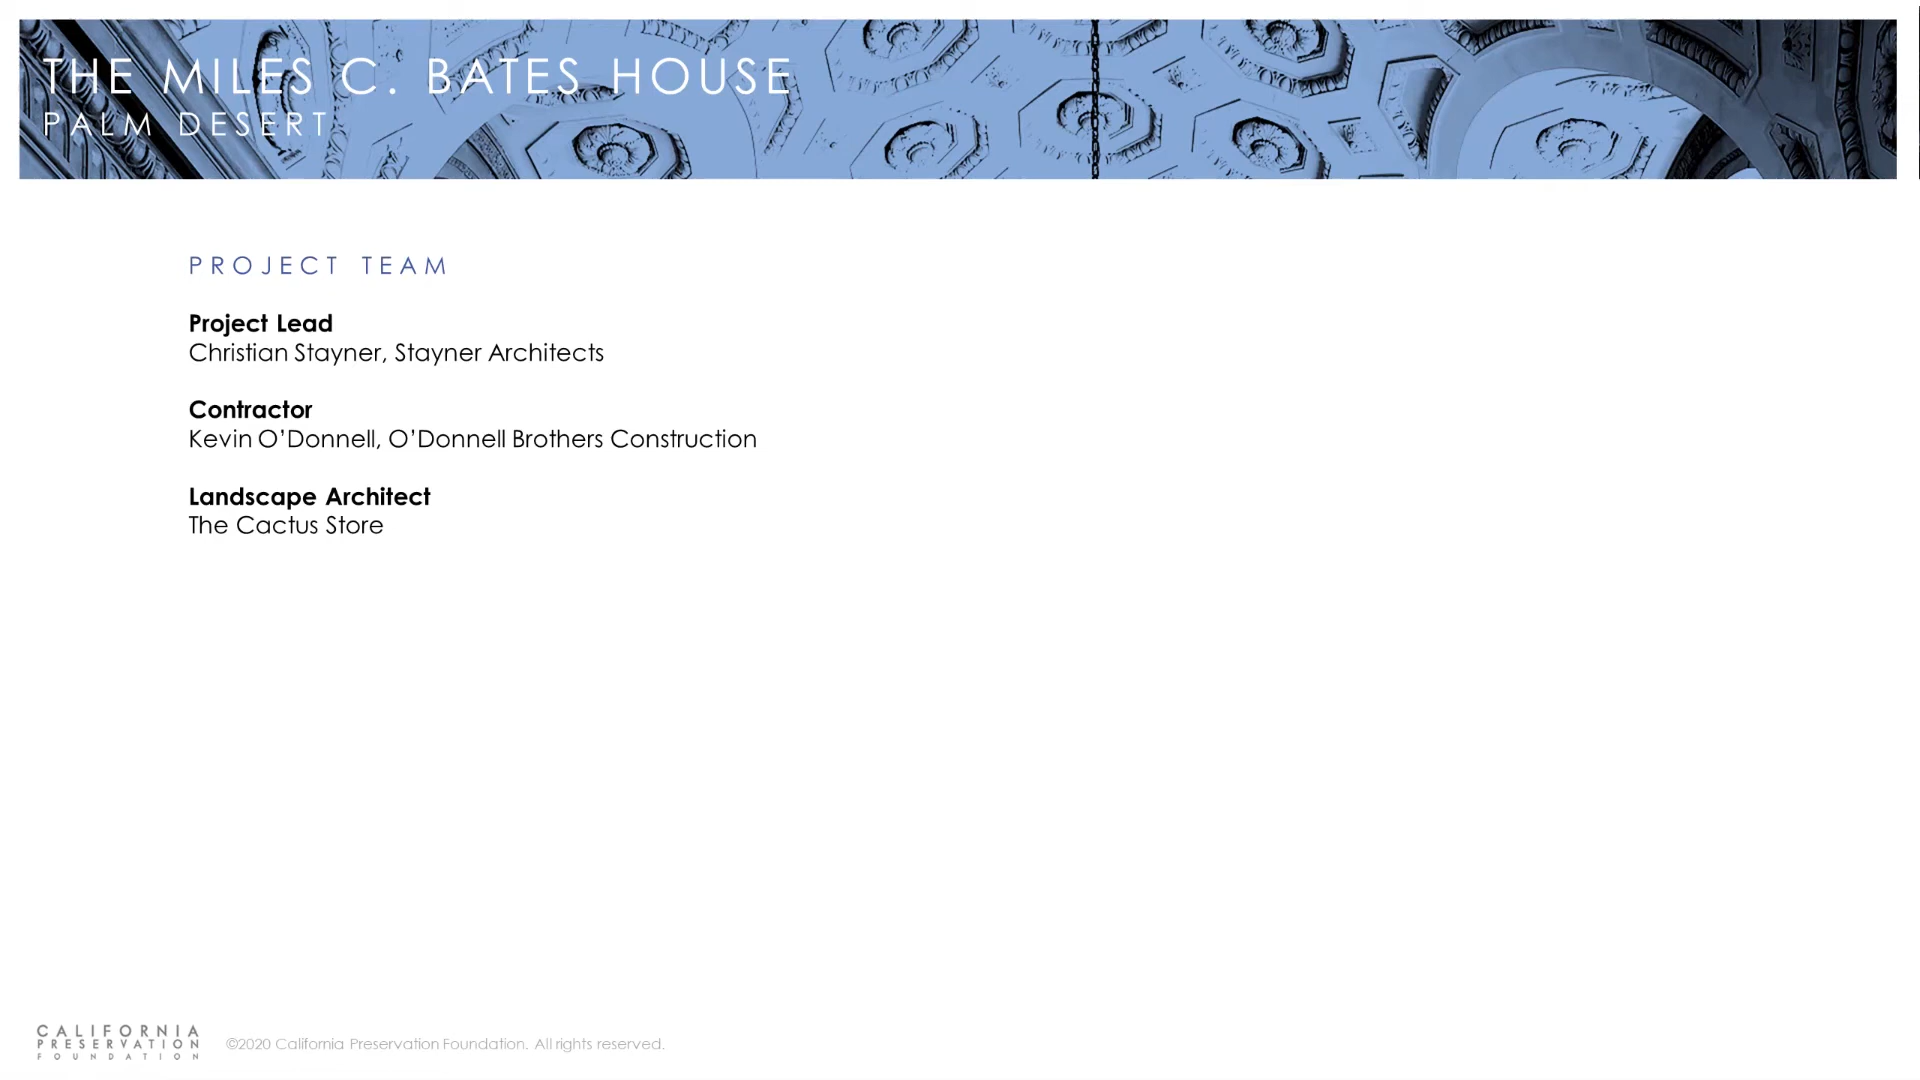 THE MILES C. BATES HOUSE
PALM DESERT
PROJECT TEAM
Project Lead
Christian Stayner, Stayner Architects
Contractor
Kevin O’Donnell, O’Donnell Brothers Construction
Landscape Architect
The Cactus Store
CALIFORNIA
PRESERVATION
FOUNDATION
©2020 California Preservation Foundation. All rights reserved.